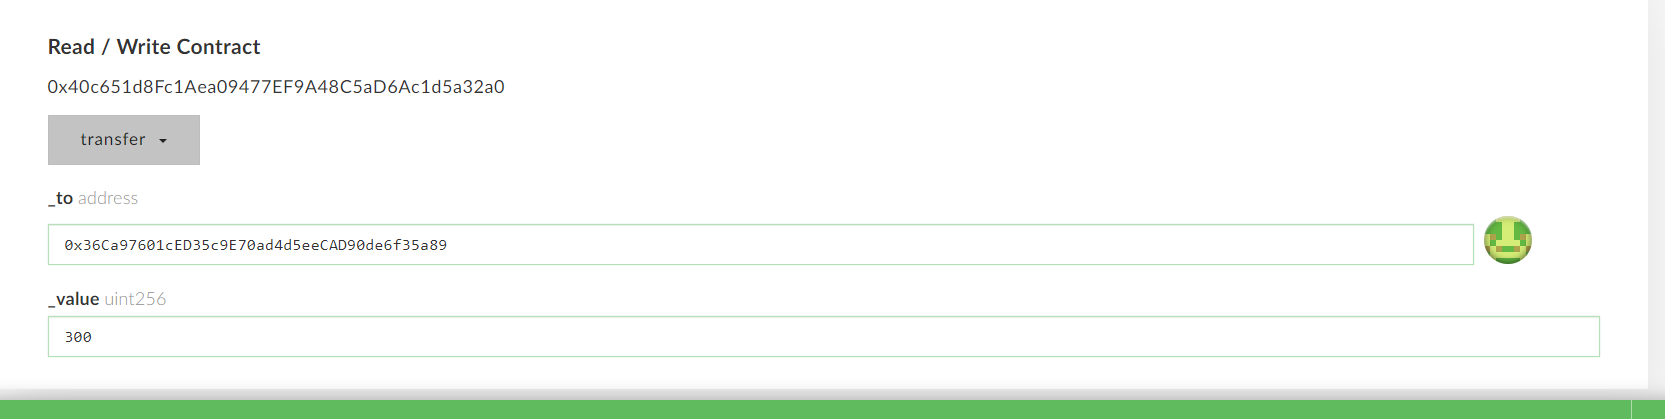 Read / Write Contract
0x40c651d8Fc1Aea09477EF9A48C5aD6Ac1d5a32a0
transfer
_to address
0x36Ca97601cED35c9E70ad4d5eeCAD90de6f35a89
_value uint256
300